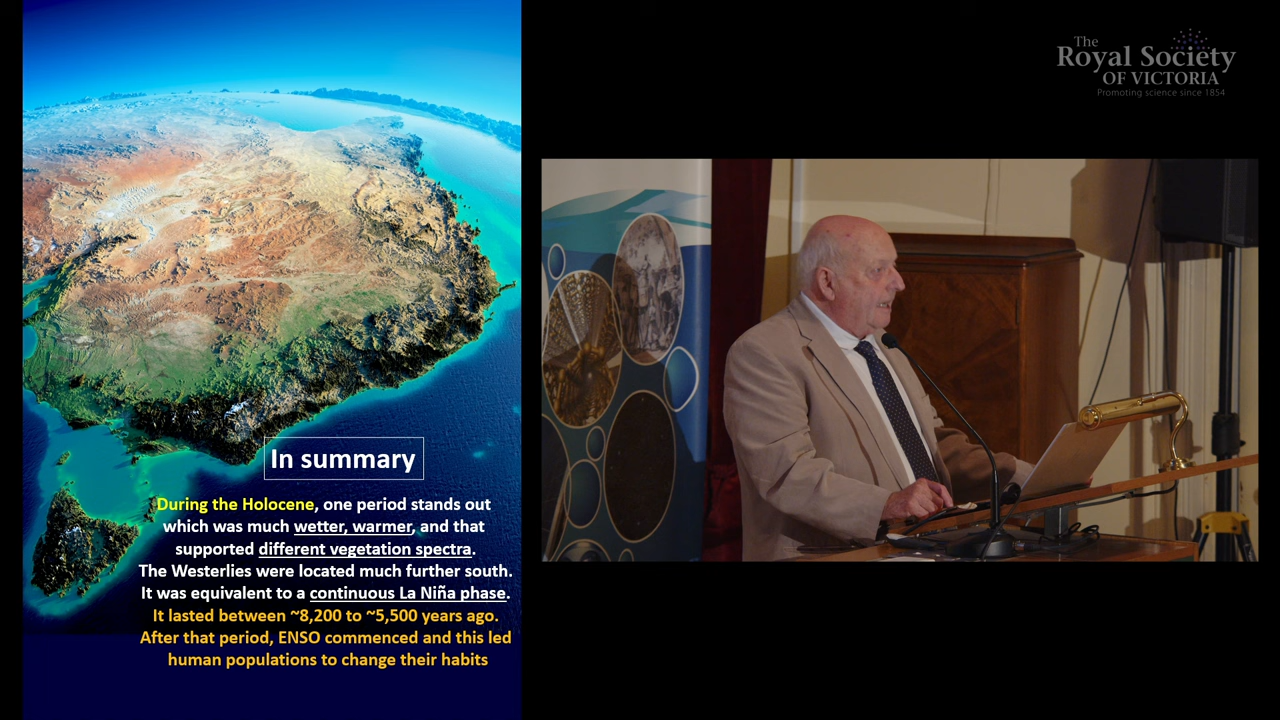 The
Royal Society
OF VICTORIA
Promoting science since 1854
In summary
During the Holocene, one period stands out
which was much wetter, warmer, and that
supported different vegetation spectra.
The Westerlies were located much further south.
It was equivalent to a continuous La Niña phase.
It lasted between ~8,200 to ~5,500 years ago.
After that period, ENSO commenced and this led
human populations to change their habits